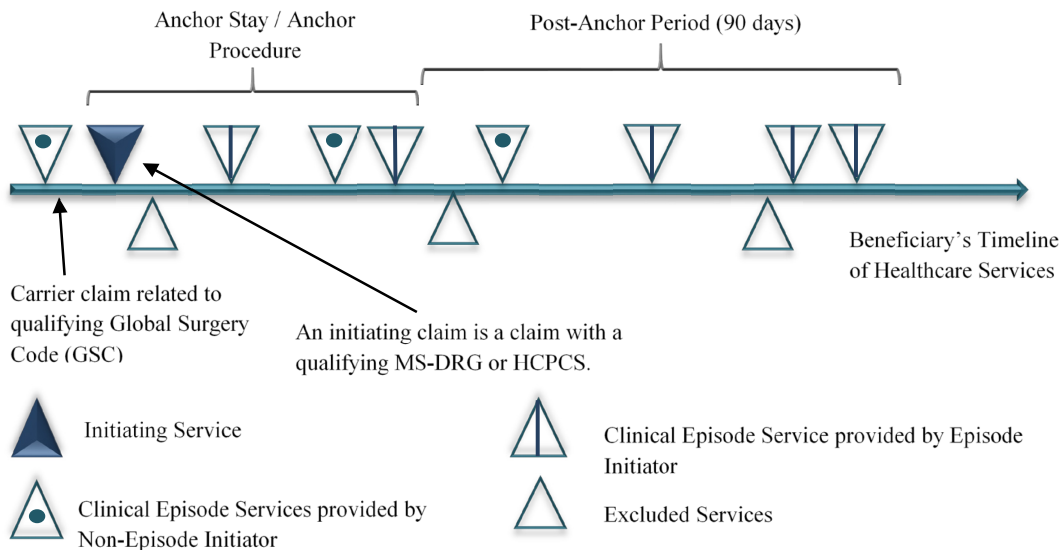 Anchor Stay / Anchor
Procedure
Post-Anchor Period (90 days)
Beneficiary's Timeline
of Healthcare Services
Carrier claim related to
qualifying Global Surgery
Code (GSC)
An initiating claim is a claim with a
qualifying MS-DRG or HCPCS.
Initiating Service
Clinical Episode Service provided by Episode
Initiator
Clinical Episode Services provided by
Non-Episode Initiator
Excluded Services